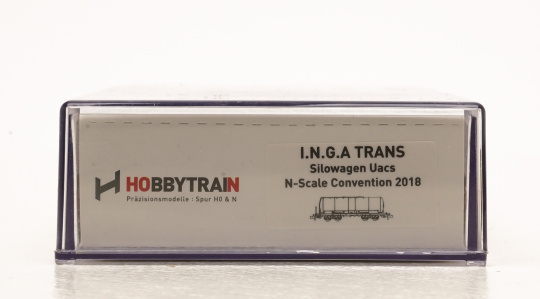 HOBBYTRAIN
Präzisionsmodelle : Spur H0 & N
I.N.G.A TRANS
Silowagen Uacs
N-Scale Convention 2018